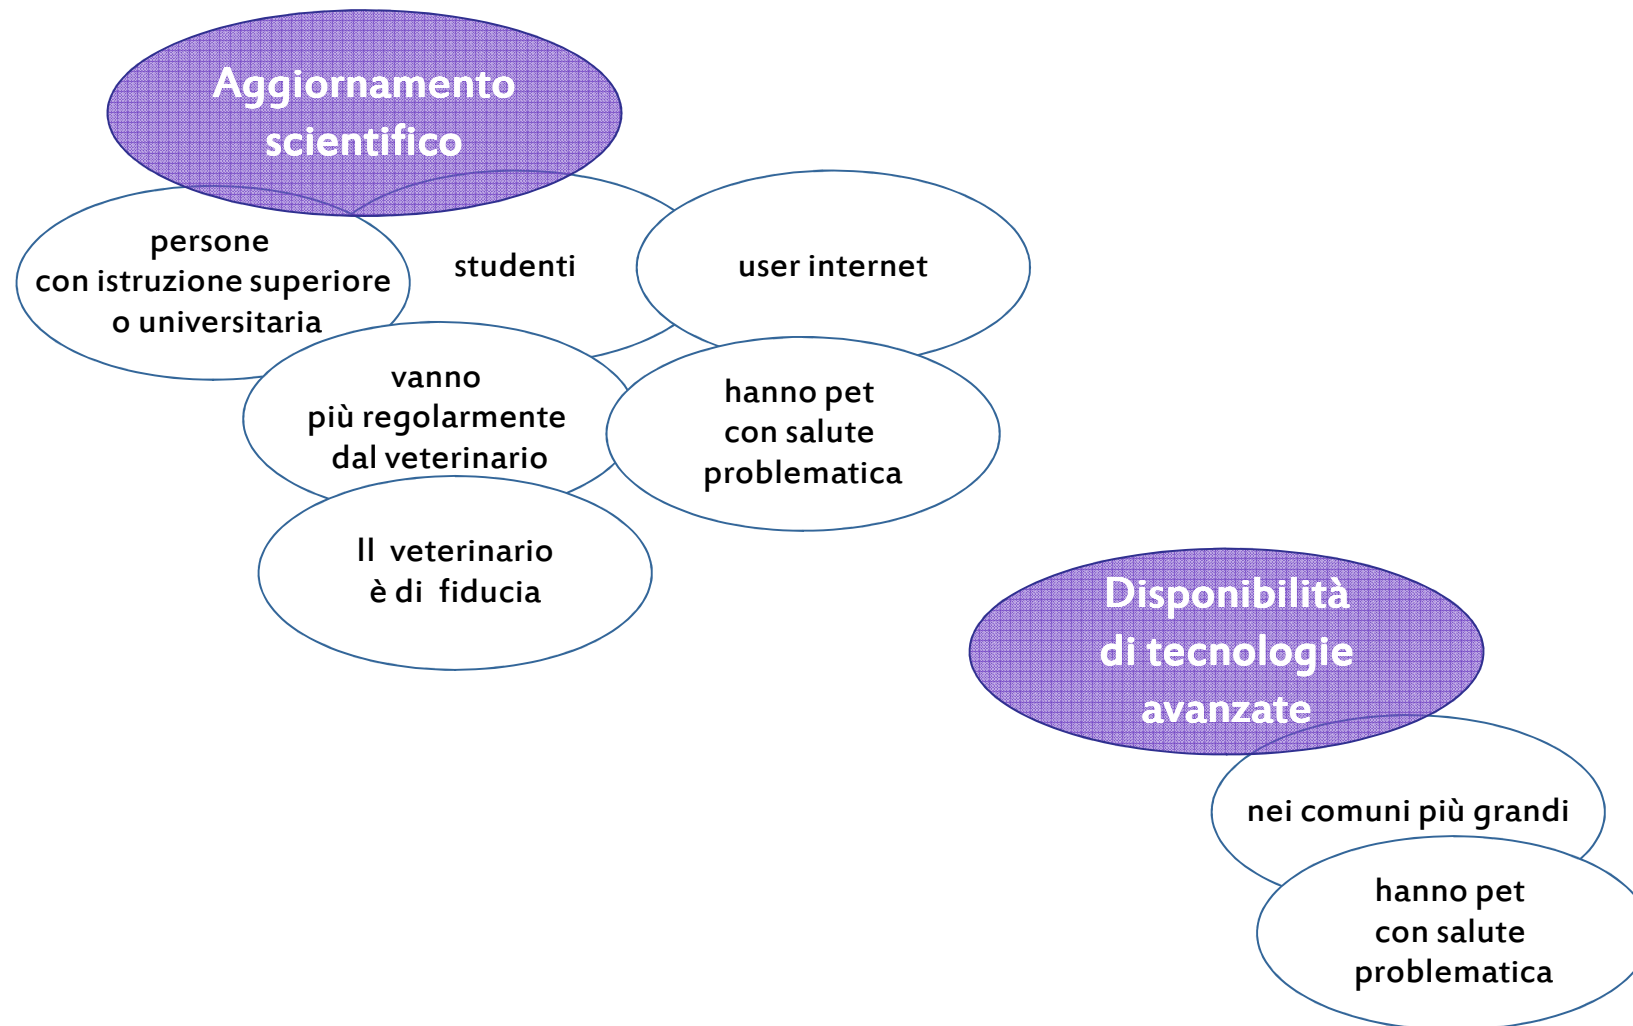 Aggiornamento
scientifico
persone
con istruzione superiore
o universitaria
studenti
user internet
vanno
più regolarmente
dal veterinario
hanno pet
con salute
problematica
Il veterinario
è di fiducia
Disponibilità
di tecnologie
avanzate
nei comuni più grandi
hanno pet
con salute
problematica